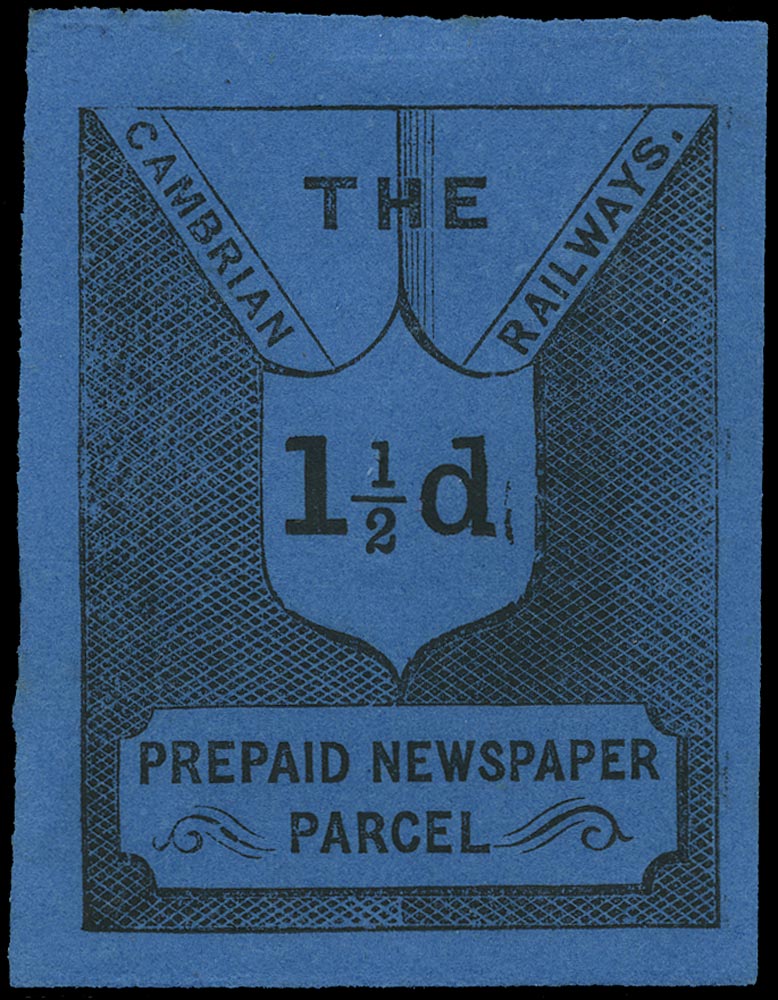 THE
CAMBRIAN
RAILWAYS.
1½d
PREPAID NEWSPAPER
PARCEL